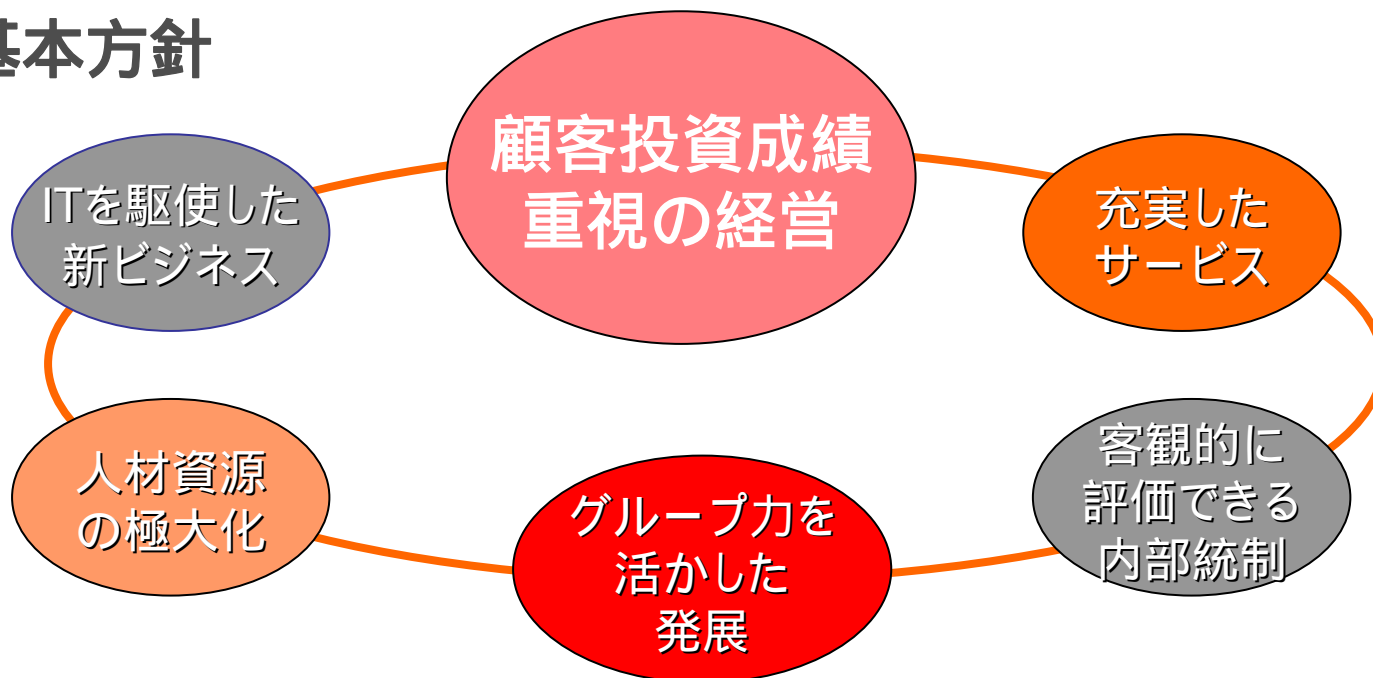 基本方針
顧客投資成績
重視の経営
ITを駆使した
新ビジネス
充実した
サービス
人材資源
の極大化
グループ力を
活かした
発展
客観的に
評価できる
内部統制